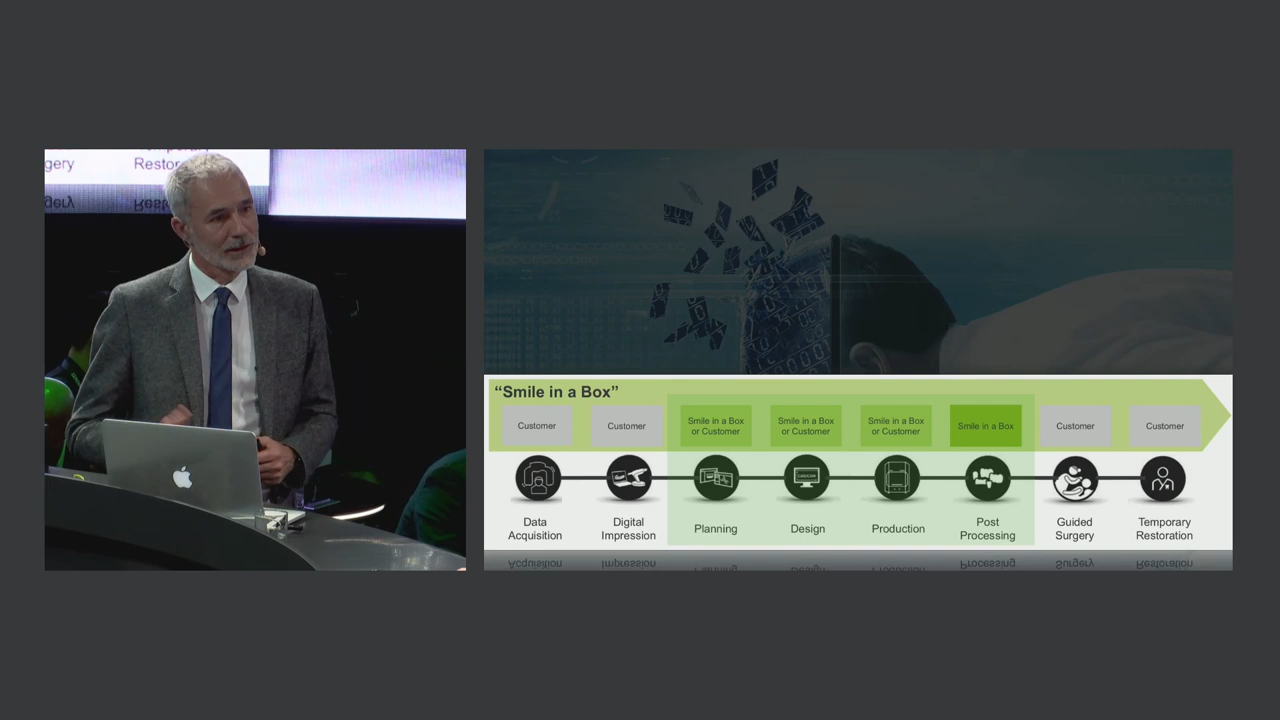 gery
Restor
“Smile in a Box”
Customer
Customer
Smile in a Box
or Customer
Smile in a Box
or Customer
Smile in a Box
or Customer
Smile in a Box
Customer
Customer
Data
Acquisition
Digital
Impression
Planning
Design
Production
Post
Processing
Guided
Surgery
Temporary
Restoration